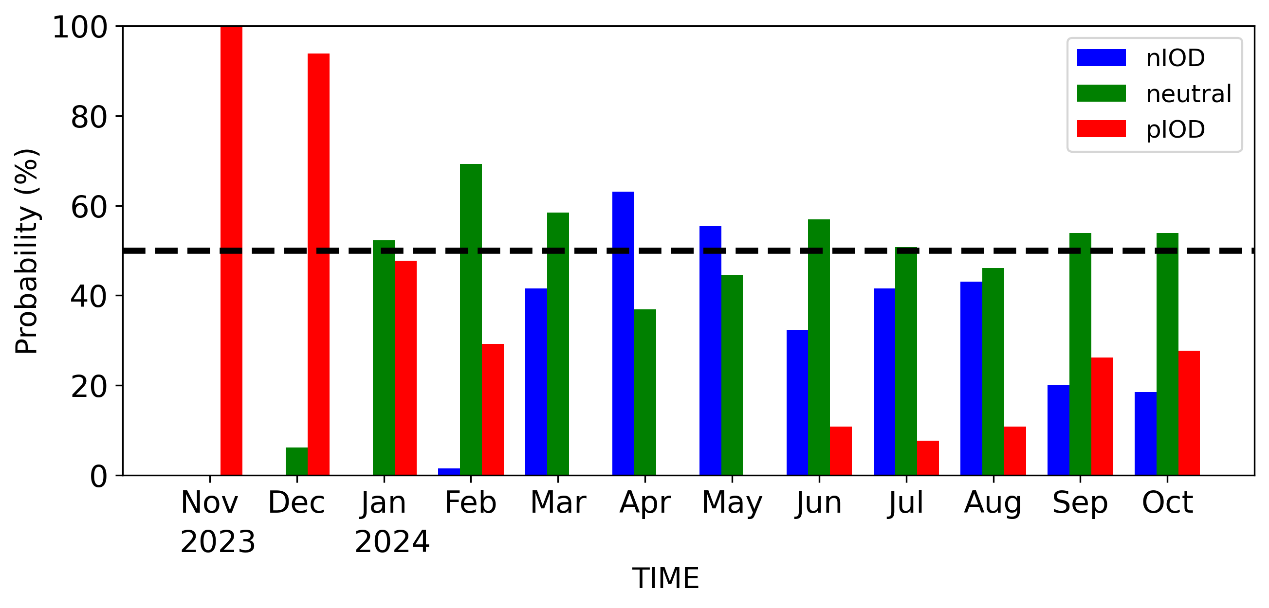 100
80
60
40
20
0
Probability (%)
nIOD
neutral
pIOD
Nov Dec Jan Feb Mar Apr May Jun Jul Aug Sep Oct
2023 2024
TIME